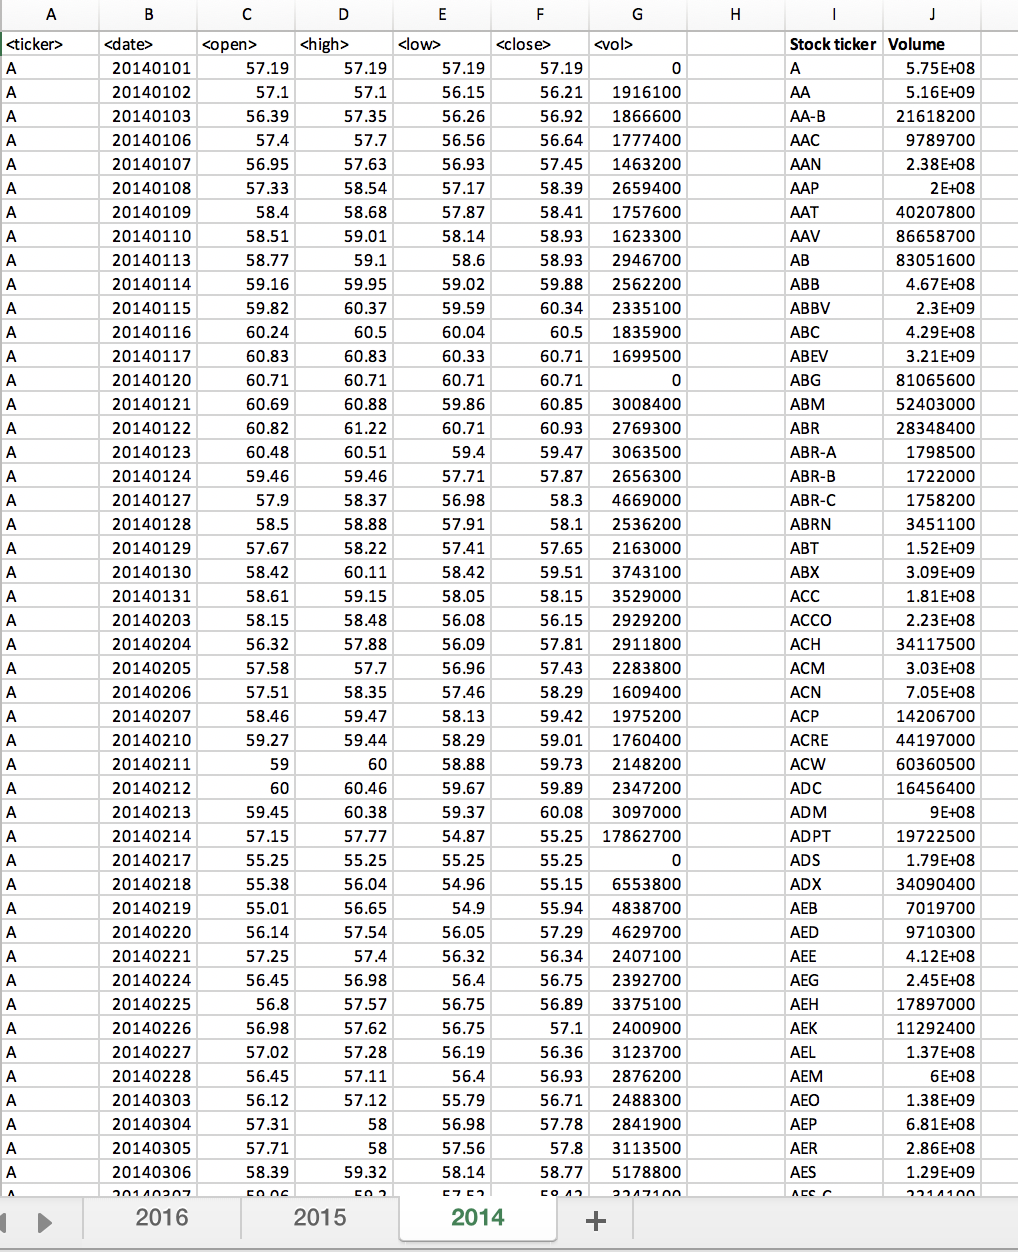 A B C D E F G H I J
<ticker> <date> <open> <high> <low> <close> <vol> Stock ticker Volume
A 20140101 57.19 57.19 57.19 57.19 0 A 5.75E+08
A 20140102 57.1 57.1 56.15 56.21 1916100 AA 5.16E+09
A 20140103 56.39 57.35 56.26 56.92 1866600 AA-B 21618200
A 20140106 57.4 57.7 56.56 56.64 1777400 AAC 9789700
A 20140107 56.95 57.63 56.93 57.45 1463200 AAN 2.38E+08
A 20140108 57.33 58.54 57.17 58.39 2659400 AAP 2E+08
A 20140109 58.4 58.68 57.87 58.41 1757600 AAT 40207800
A 20140110 58.51 59.01 58.14 58.93 1623300 AAV 86658700
A 20140113 58.77 59.1 58.6 58.93 2946700 AB 83051600
A 20140114 59.16 59.95 59.02 59.88 2562200 ABB 4.67E+08
A 20140115 59.82 60.37 59.59 60.34 2335100 ABBV 2.3E+09
A 20140116 60.24 60.5 60.04 60.5 1835900 ABC 4.29E+08
A 20140117 60.83 60.83 60.33 60.71 1699500 ABEV 3.21E+09
A 20140120 60.71 60.71 60.71 60.71 0 ABG 81065600
A 20140121 60.69 60.88 59.86 60.85 3008400 ABM 52403000
A 20140122 60.82 61.22 60.71 60.93 2769300 ABR 28348400
A 20140123 60.48 60.51 59.4 59.47 3063500 ABR-A 1798500
A 20140124 59.46 59.46 57.71 57.87 2656300 ABR-B 1722000
A 20140127 57.9 58.37 56.98 58.3 4669000 ABR-C 1758200
A 20140128 58.5 58.88 57.91 58.1 2536200 ABRN 3451100
A 20140129 57.67 58.22 57.41 57.65 2163000 ABT 1.52E+09
A 20140130 58.42 60.11 58.42 59.51 3743100 ABX 3.09E+09
A 20140131 58.61 59.15 58.05 58.15 3529000 ACC 1.81E+08
A 20140203 58.15 58.48 56.08 56.15 2929200 ACCO 2.23E+08
A 20140204 56.32 57.88 56.09 57.81 2911800 ACH 34117500
A 20140205 57.58 57.7 56.96 57.43 2283800 ACM 3.03E+08
A 20140206 57.51 58.35 57.46 58.29 1609400 ACN 7.05E+08
A 20140207 58.46 59.47 58.13 59.42 1975200 ACP 14206700
A 20140210 59.27 59.44 58.29 59.01 1760400 ACRE 44197000
A 20140211 59 60 58.88 59.73 2148200 ACW 60360500
A 20140212 60 60.46 59.67 59.89 2347200 ADC 16456400
A 20140213 59.45 60.38 59.37 60.08 3097000 ADM 9E+08
A 20140214 57.15 57.77 54.87 55.25 17862700 ADPT 19722500
A 20140217 55.25 55.25 55.25 55.25 0 ADS 1.79E+08
A 20140218 55.38 56.04 54.96 55.15 6553800 ADX 34090400
A 20140219 55.01 56.65 54.9 55.94 4838700 AEB 7019700
A 20140220 56.14 57.54 56.05 57.29 4629700 AED 9710300
A 20140221 57.25 57.4 56.32 56.34 2407100 AEE 4.12E+08
A 20140224 56.45 56.98 56.4 56.75 2392700 AEG 2.45E+08
A 20140225 56.8 57.57 56.75 56.89 3375100 AEH 17897000
A 20140226 56.98 57.62 56.75 57.1 2400900 AEK 11292400
A 20140227 57.02 57.28 56.19 56.36 3123700 AEL 1.37E+08
A 20140228 56.45 57.11 56.4 56.93 2876200 AEM 6E+08
A 20140303 56.12 57.12 55.79 56.71 2488300 AEO 1.38E+09
A 20140304 57.31 58 56.98 57.78 2841900 AEP 6.81E+08
A 20140305 57.71 58 57.56 57.8 3113500 AER 2.86E+08
A 20140306 58.39 59.32 58.14 58.77 5178800 AES 1.29E+09
A 20140307
2016 2015 2014 +